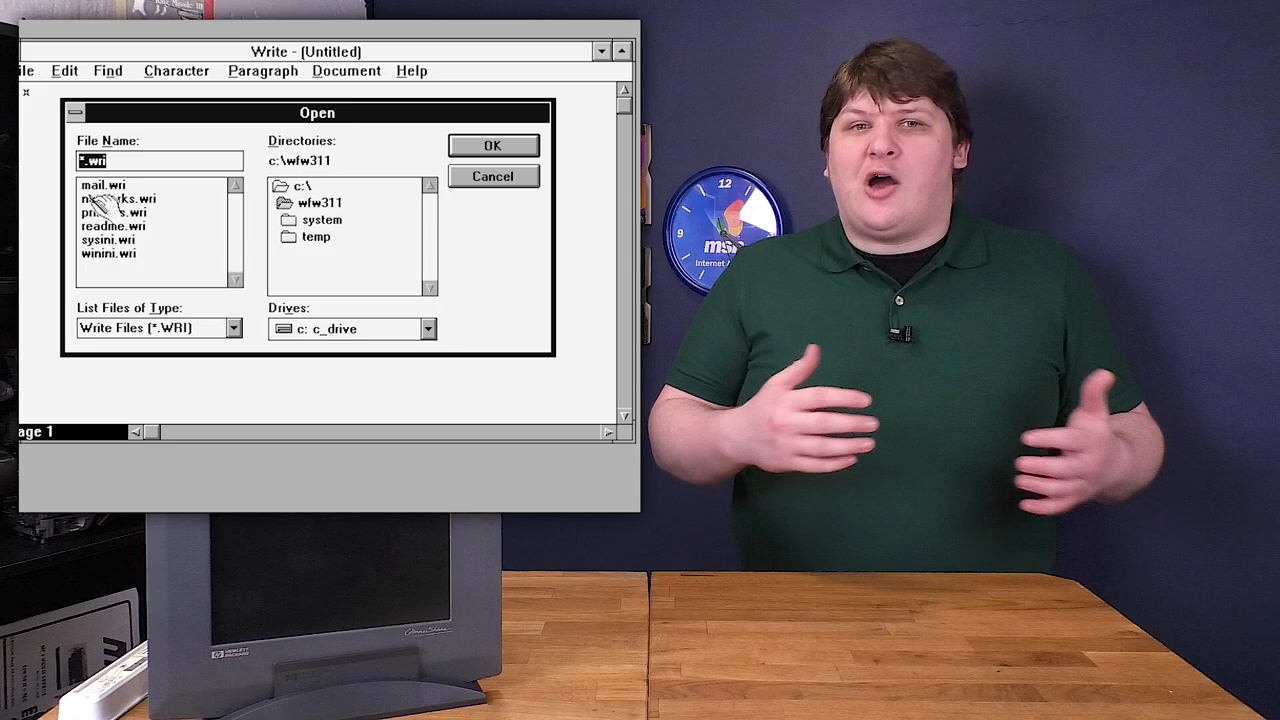 Write - (Untitled)
ile Edit Find Character Paragraph Document Help
Open
File Name:
*.wri
mail.wri
readme.wri
sysini.wri
winini.wri
List Files of Type:
Write Files (*.WRI)
Directories:
c:\wfw311
c:\
wfw311
system
temp
Drives:
c: c_drive
OK
Cancel
age 1
12
9
msn
Internet
HEWLETT
PACKARD
OmniShare